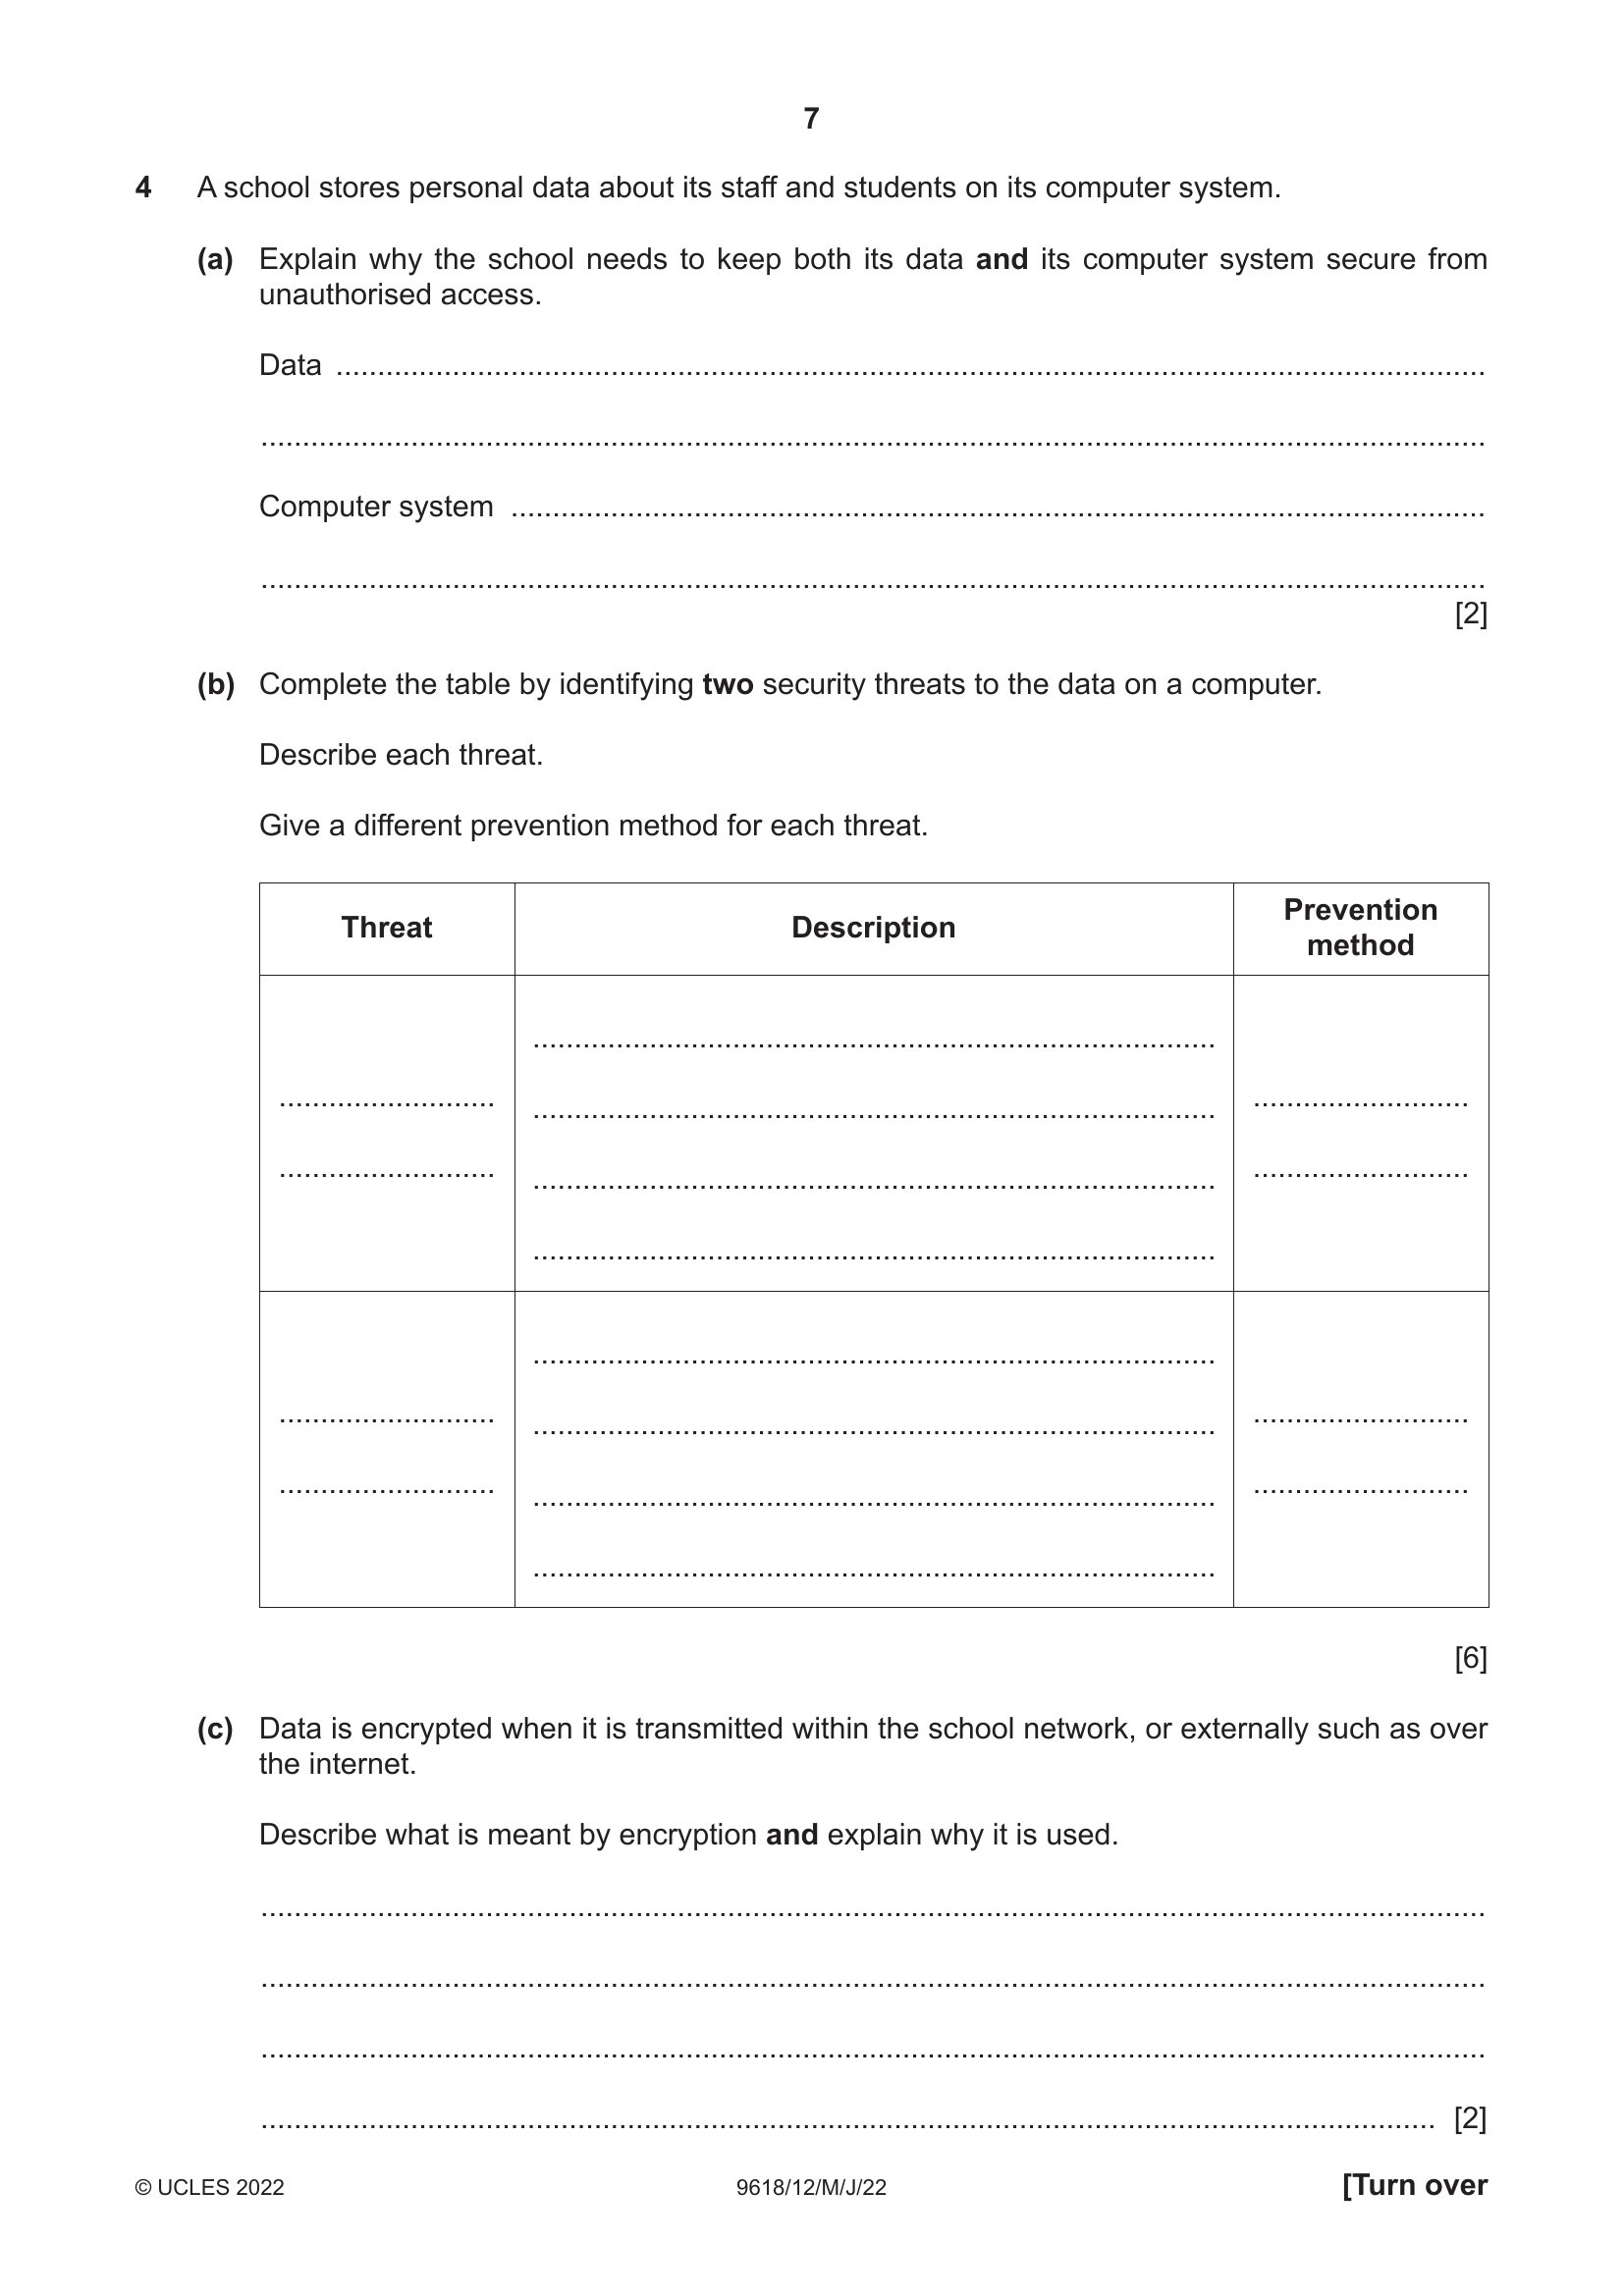 7
4 A school stores personal data about its staff and students on its computer system.
(a) Explain why the school needs to keep both its data and its computer system secure from
unauthorised access.
Data ................................................................................
................................................................................
Computer system ................................................................................
................................................................................
[2]
(b) Complete the table by identifying two security threats to the data on a computer.
Describe each threat.
Give a different prevention method for each threat.
Threat Description Prevention
method
[6]
(c) Data is encrypted when it is transmitted within the school network, or externally such as over
the internet.
Describe what is meant by encryption and explain why it is used.
................................................................................
................................................................................
................................................................................
................................................................................ [2]
© UCLES 2022 9618/12/M/J/22 [Turn over